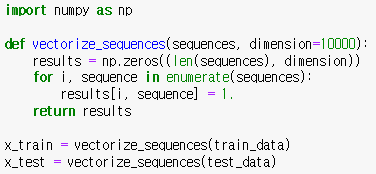 import numpy as np
def vectorize_sequences(sequences, dimension=10000):
results = np.zeros((len(sequences), dimension))
for i, sequence in enumerate(sequences):
results[i, sequence] = 1.
return results
x_train = vectorize_sequences(train_data)
x_test = vectorize_sequences(test_data)